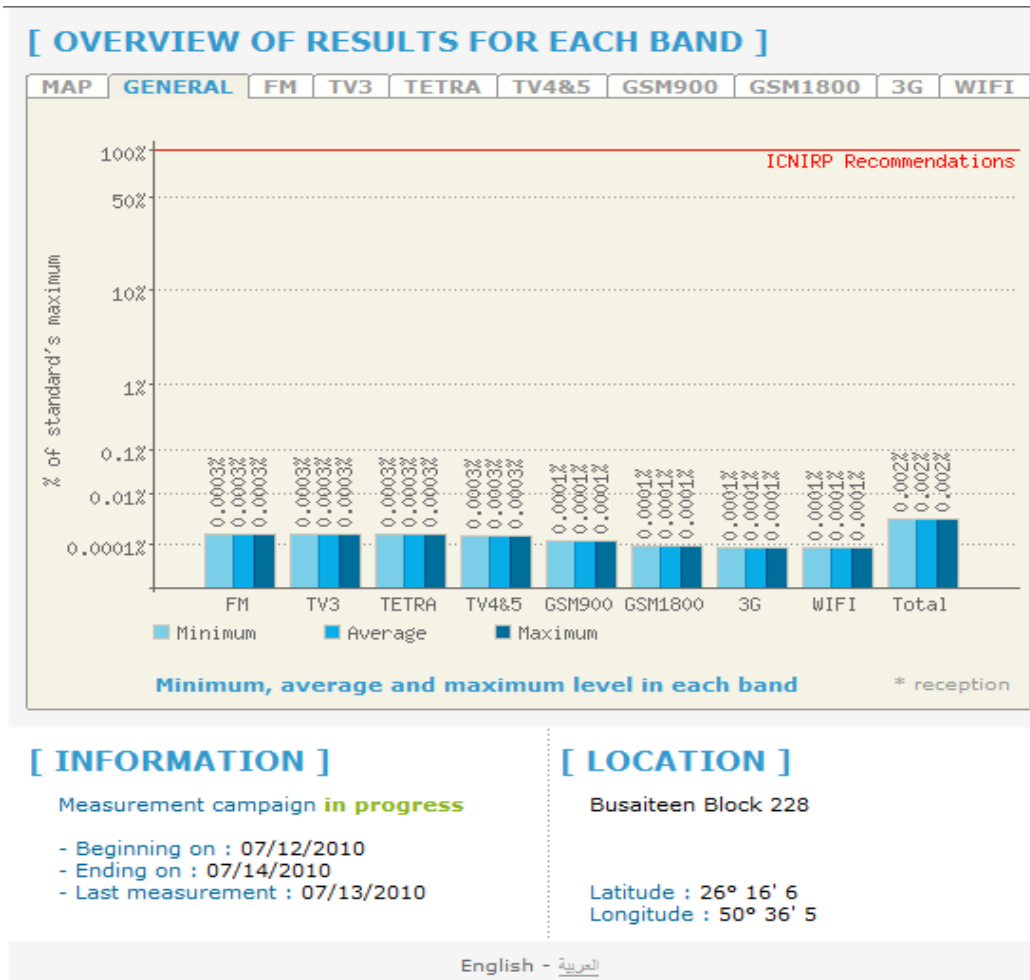 [ OVERVIEW OF RESULTS FOR EACH BAND ]
MAP GENERAL FM TV3 TETRA TV4&5 GSM900 GSM1800 3G WIFI
100%
ICNIRP Recommendations
50%
10%
1%
0.1%
0.01%
0.0001%
% of standard's maximum
0.0003% 0.0003% 0.0003%
0.0003% 0.0003% 0.0003%
0.0003% 0.0003% 0.0003%
0.0003% 0.0003% 0.0003%
0.0001% 0.0001% 0.0001%
0.0001% 0.0001% 0.0001%
0.0001% 0.0001% 0.0001%
0.0001% 0.0001% 0.0001%
0.002% 0.002% 0.002%
FM TV3 TETRA TV4&5 GSM900 GSM1800 3G WIFI Total
Minimum Average Maximum
Minimum, average and maximum level in each band
* reception
[ INFORMATION ]
Measurement campaign in progress
- Beginning on : 07/12/2010
- Ending on : 07/14/2010
- Last measurement : 07/13/2010
[ LOCATION ]
Busaiteen Block 228
Latitude : 26° 16' 6
Longitude : 50° 36' 5
English - العربية